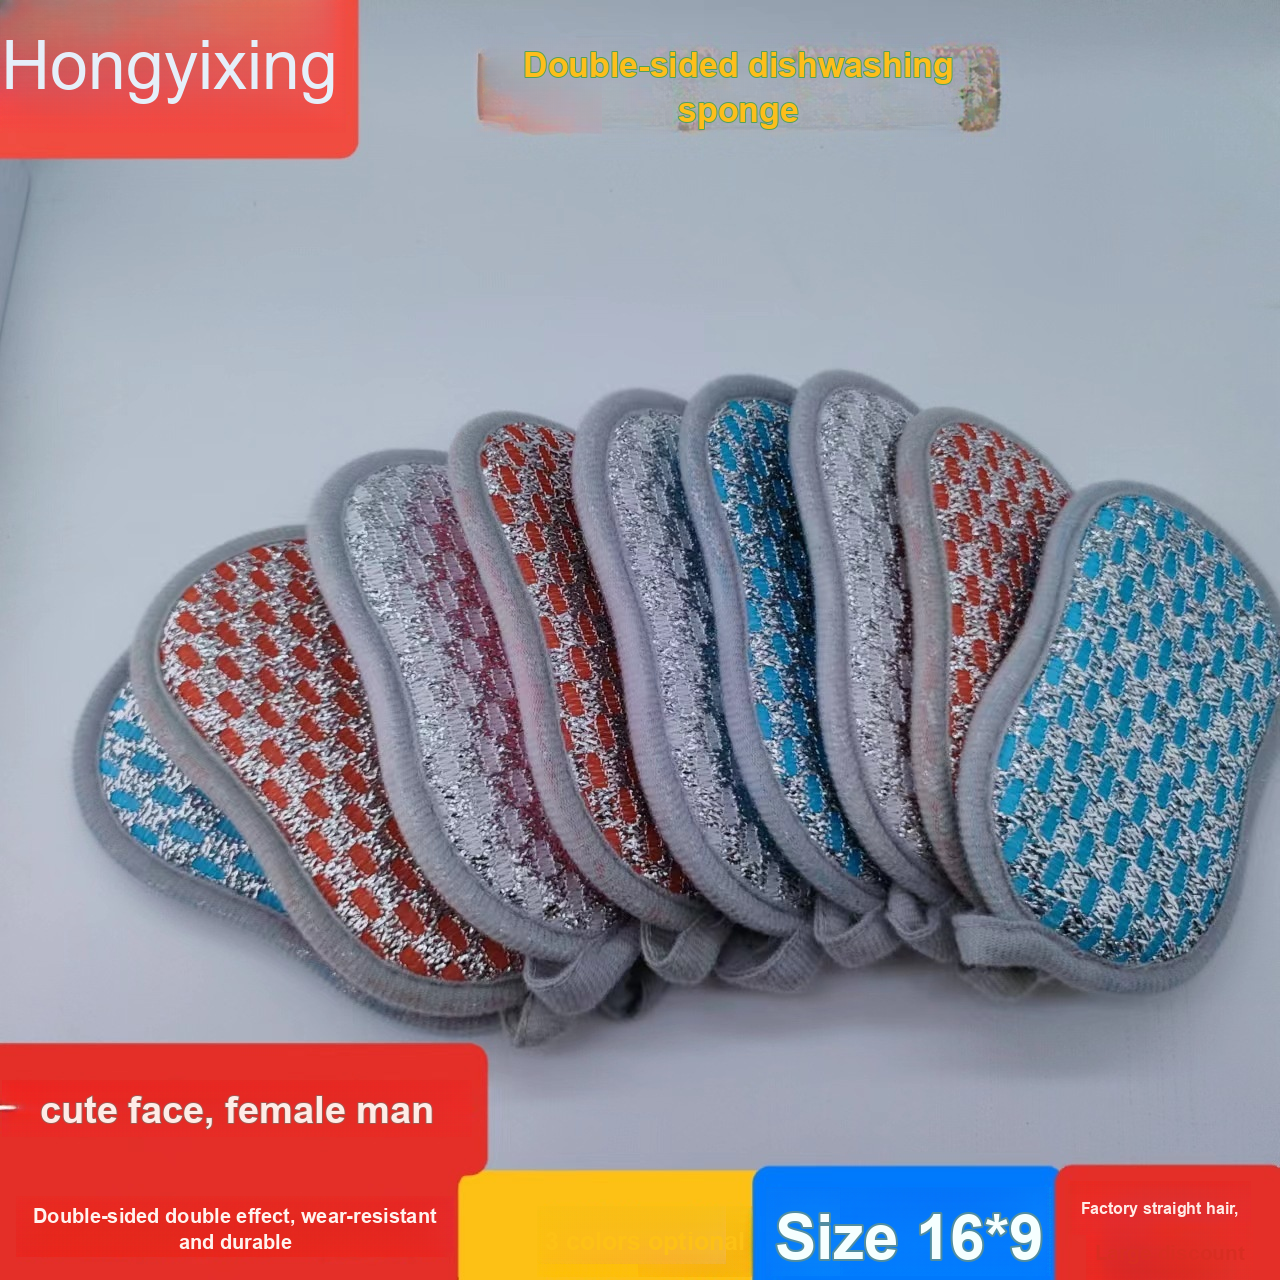 Hongyixing
Double-sided dishwashing
sponge
cute face, female man
Double-sided double effect, wear-resistant
and durable
3 colors optional
Size 16*9
Factory straight hair,